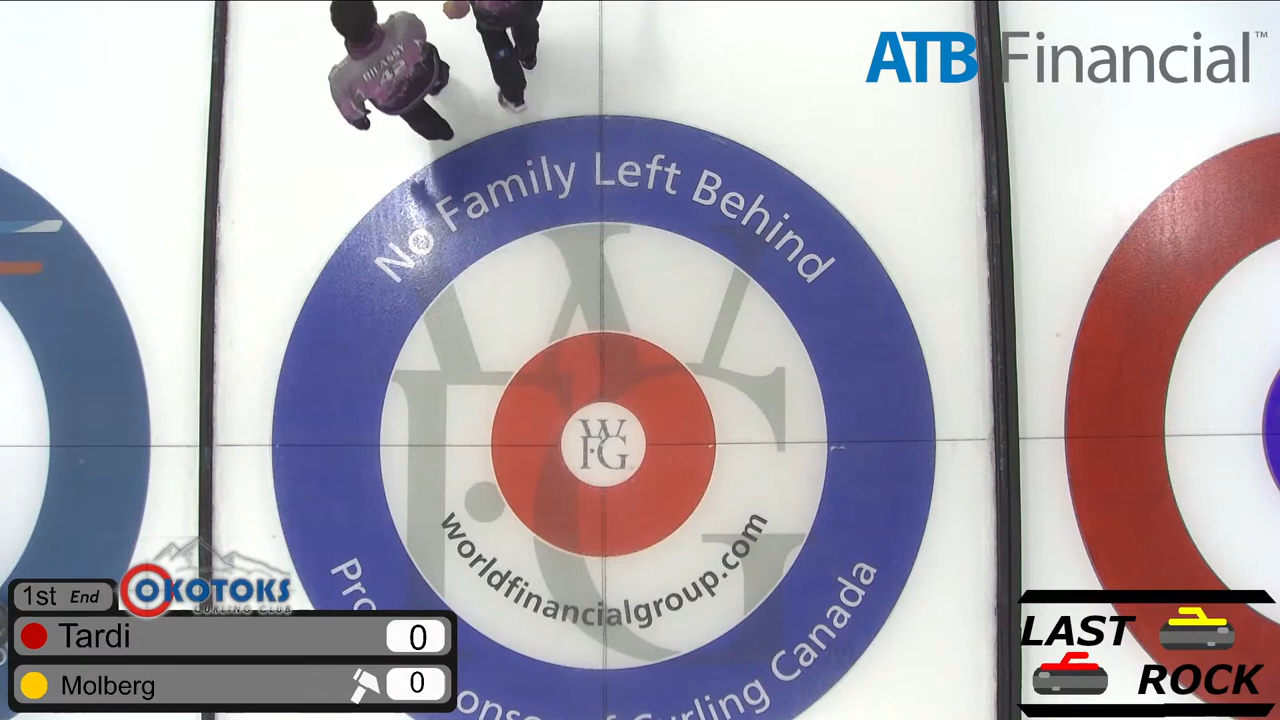 ATB Financial™
No Family Left Behind
WFG
worldfinancialgroup.com
1st End
OKOTOKS
CURLING CLUB
Tardi 0
Molberg 0
LAST
ROCK